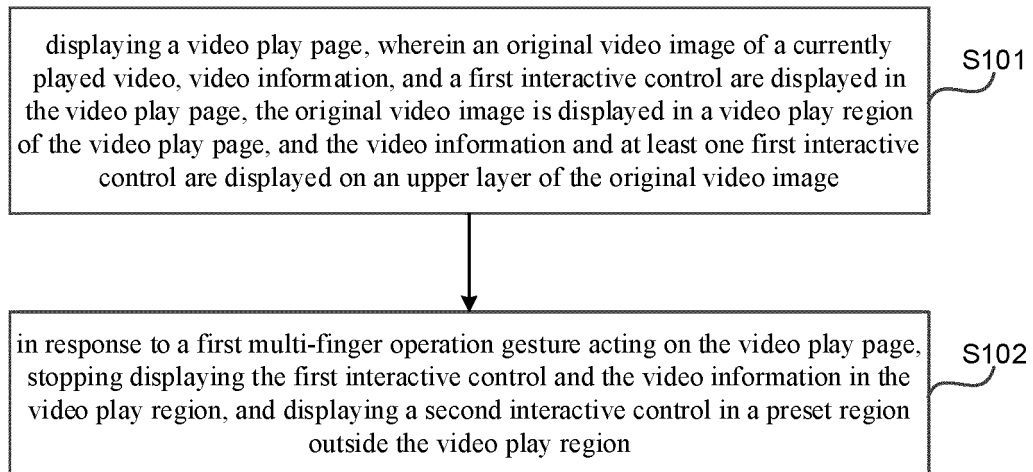 displaying a video play page, wherein an original video image of a currently
played video, video information, and a first interactive control are displayed in
the video play page, the original video image is displayed in a video play region
of the video play page, and the video information and at least one first interactive
control are displayed on an upper layer of the original video image
S101
in response to a first multi-finger operation gesture acting on the video play page,
stopping displaying the first interactive control and the video information in the
video play region, and displaying a second interactive control in a preset region
outside the video play region
S102